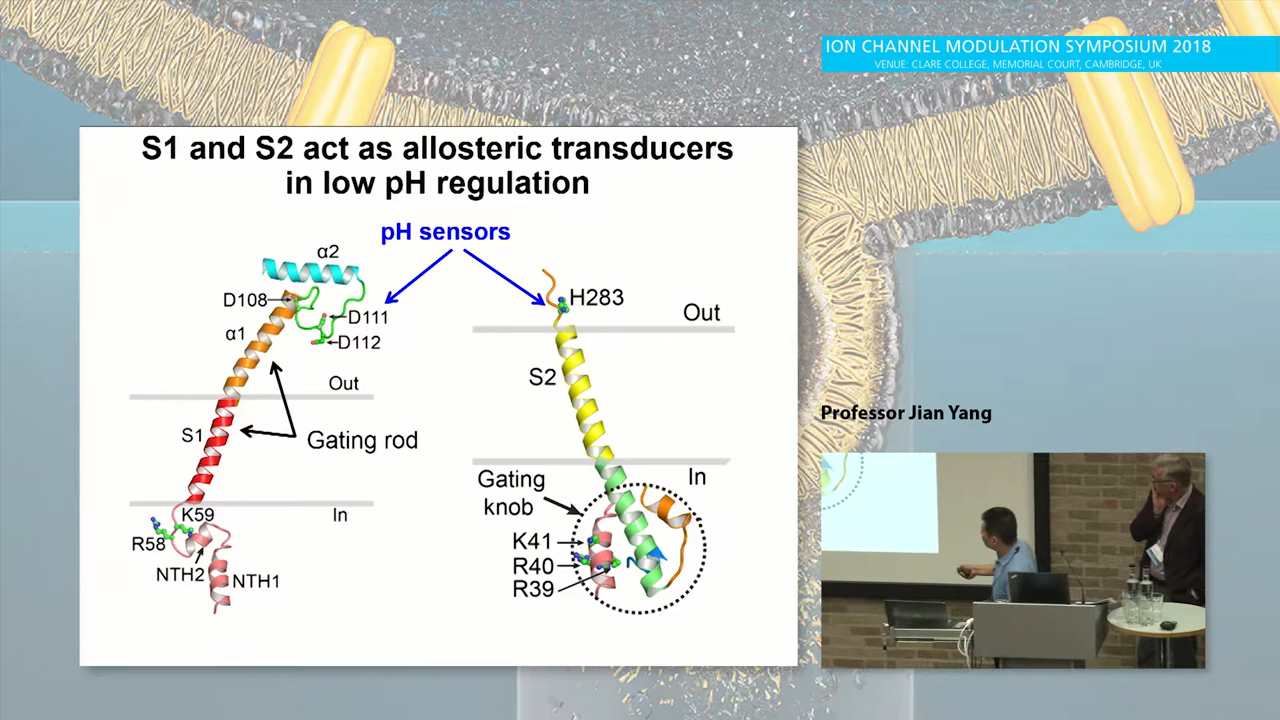 ION CHANNEL MODULATION SYMPOSIUM 2018
VENUE: CLARE COLLEGE, MEMORIAL COURT, CAMBRIDGE, UK
S1 and S2 act as allosteric transducers
in low pH regulation
pH sensors
α2
D108
D111
α1
D112
Out
S1
Gating rod
K59
In
R58
NTH2
NTH1
H283
Out
S2
In
Gating
knob
K41
R40
R39
Professor Jian Yang